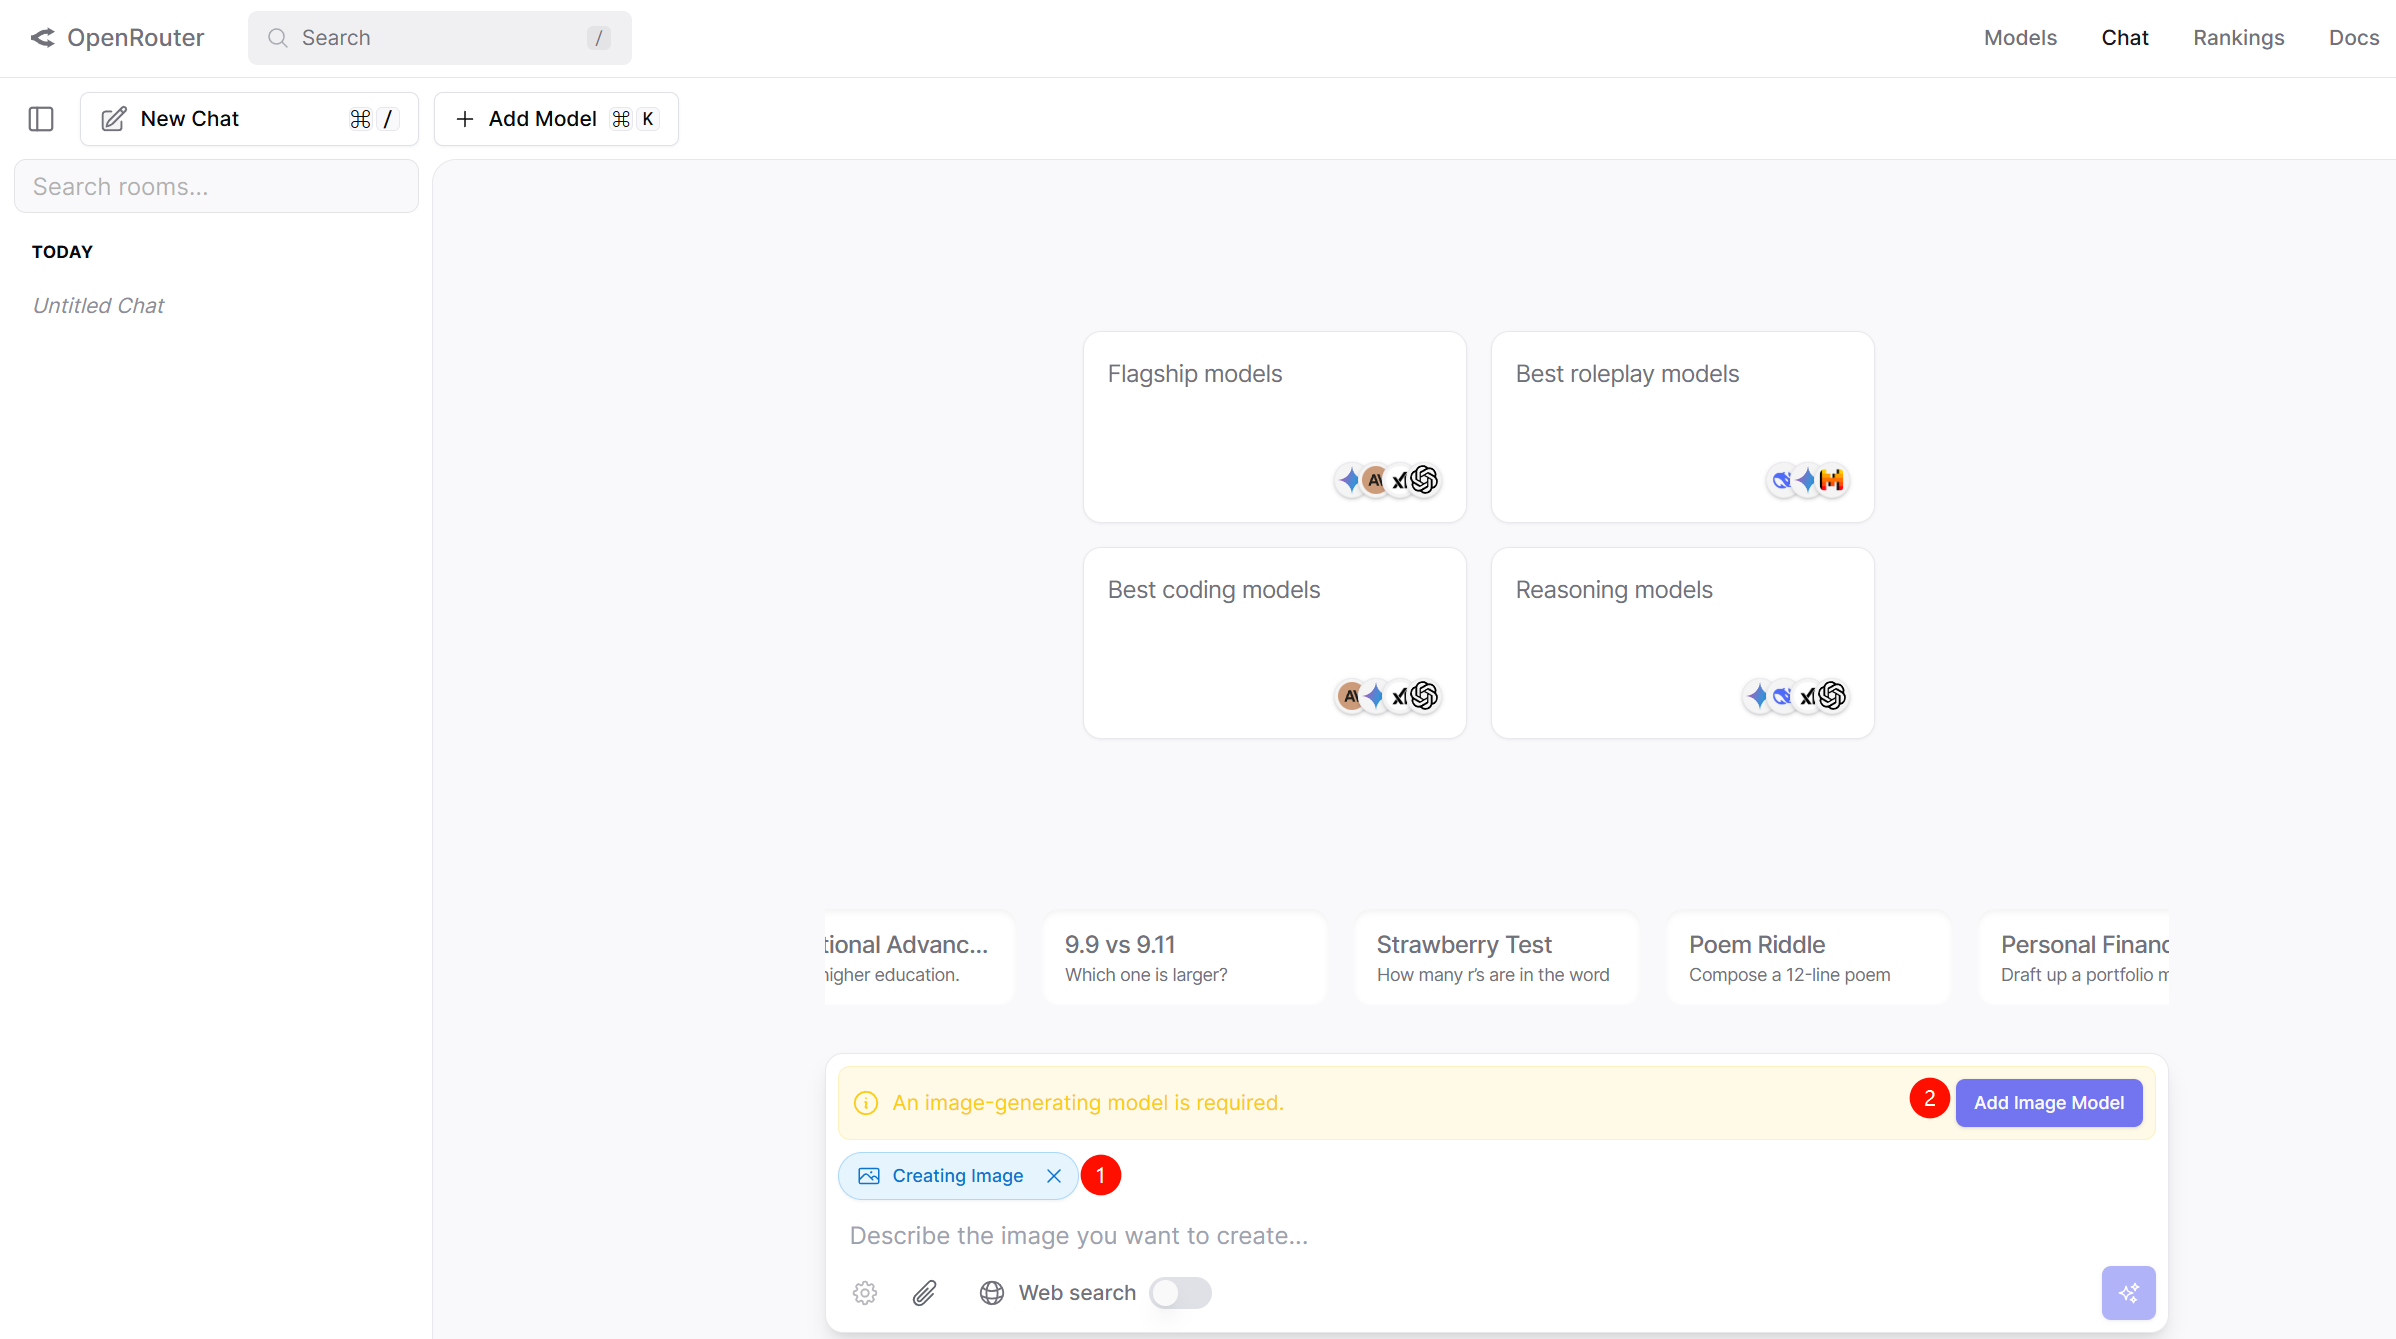 OpenRouter
Search
/
Models
Chat
Rankings
Docs
New Chat
⌘ /
Add Model
⌘ K
Search rooms...
TODAY
Untitled Chat
Flagship models
Best roleplay models
Best coding models
Reasoning models
tional Advanc...
higher education.
9.9 vs 9.11
Which one is larger?
Strawberry Test
How many r's are in the word
Poem Riddle
Compose a 12-line poem
Personal Financ
Draft up a portfolio m
An image-generating model is required.
2
Add Image Model
Creating Image
1
Describe the image you want to create...
Web search